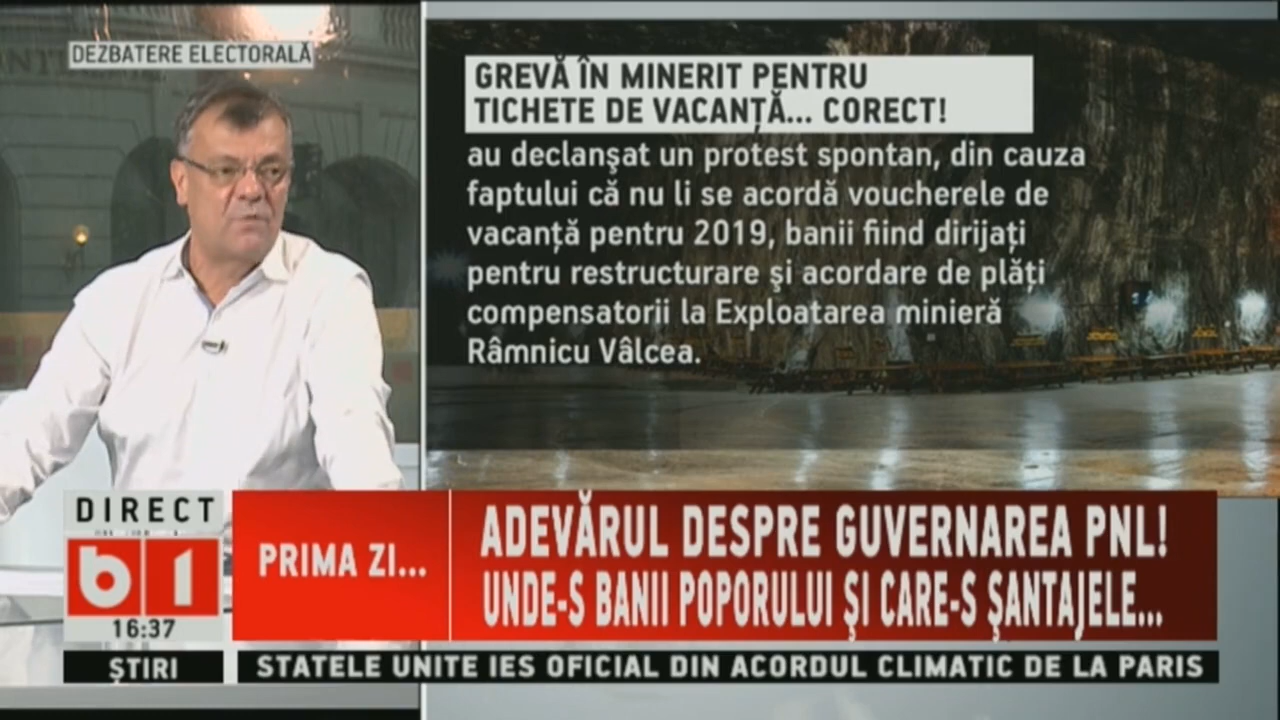 DEZBATERE ELECTORALĂ
GREVĂ ÎN MINERIT PENTRU
TICHETE DE VACANȚĂ... CORECT!
au declanşat un protest spontan, din cauza
faptului că nu li se acordă voucherele de
vacanță pentru 2019, banii fiind dirijați
pentru restructurare şi acordare de plăți
compensatorii la Exploatarea minieră
Râmnicu Vâlcea.
DIRECT
b1
16:37
PRIMA ZI...
ADEVĂRUL DESPRE GUVERNAREA PNL!
UNDE-S BANII POPORULUI ŞI CARE-S ŞANTAJELE...
ŞTIRI
STATELE UNITE IES OFICIAL DIN ACORDUL CLIMATIC DE LA PARIS